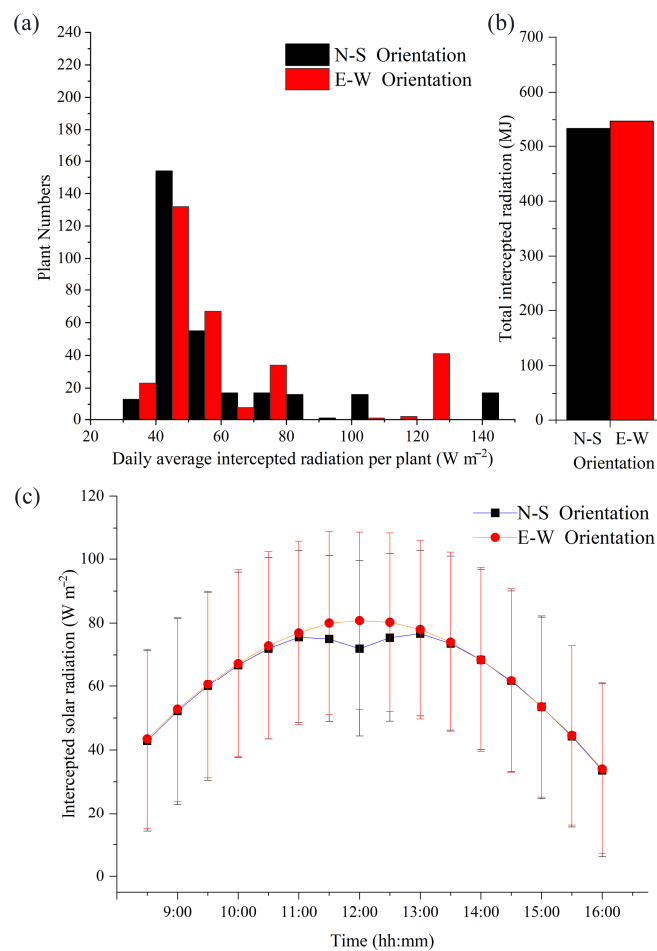 (a)
240
220
200
180
160
140
120
100
80
60
40
20
0
Plant Numbers
N-S Orientation
E-W Orientation
20 40 60 80 100 120 140
Daily average intercepted radiation per plant (W m⁻²)
(b)
700
600
500
400
300
200
100
0
Total intercepted radiation (MJ)
N-S E-W
Orientation
(c)
120
100
80
60
40
20
0
Intercepted solar radiation (W m⁻²)
N-S Orientation
E-W Orientation
9:00 10:00 11:00 12:00 13:00 14:00 15:00 16:00
Time (hh:mm)